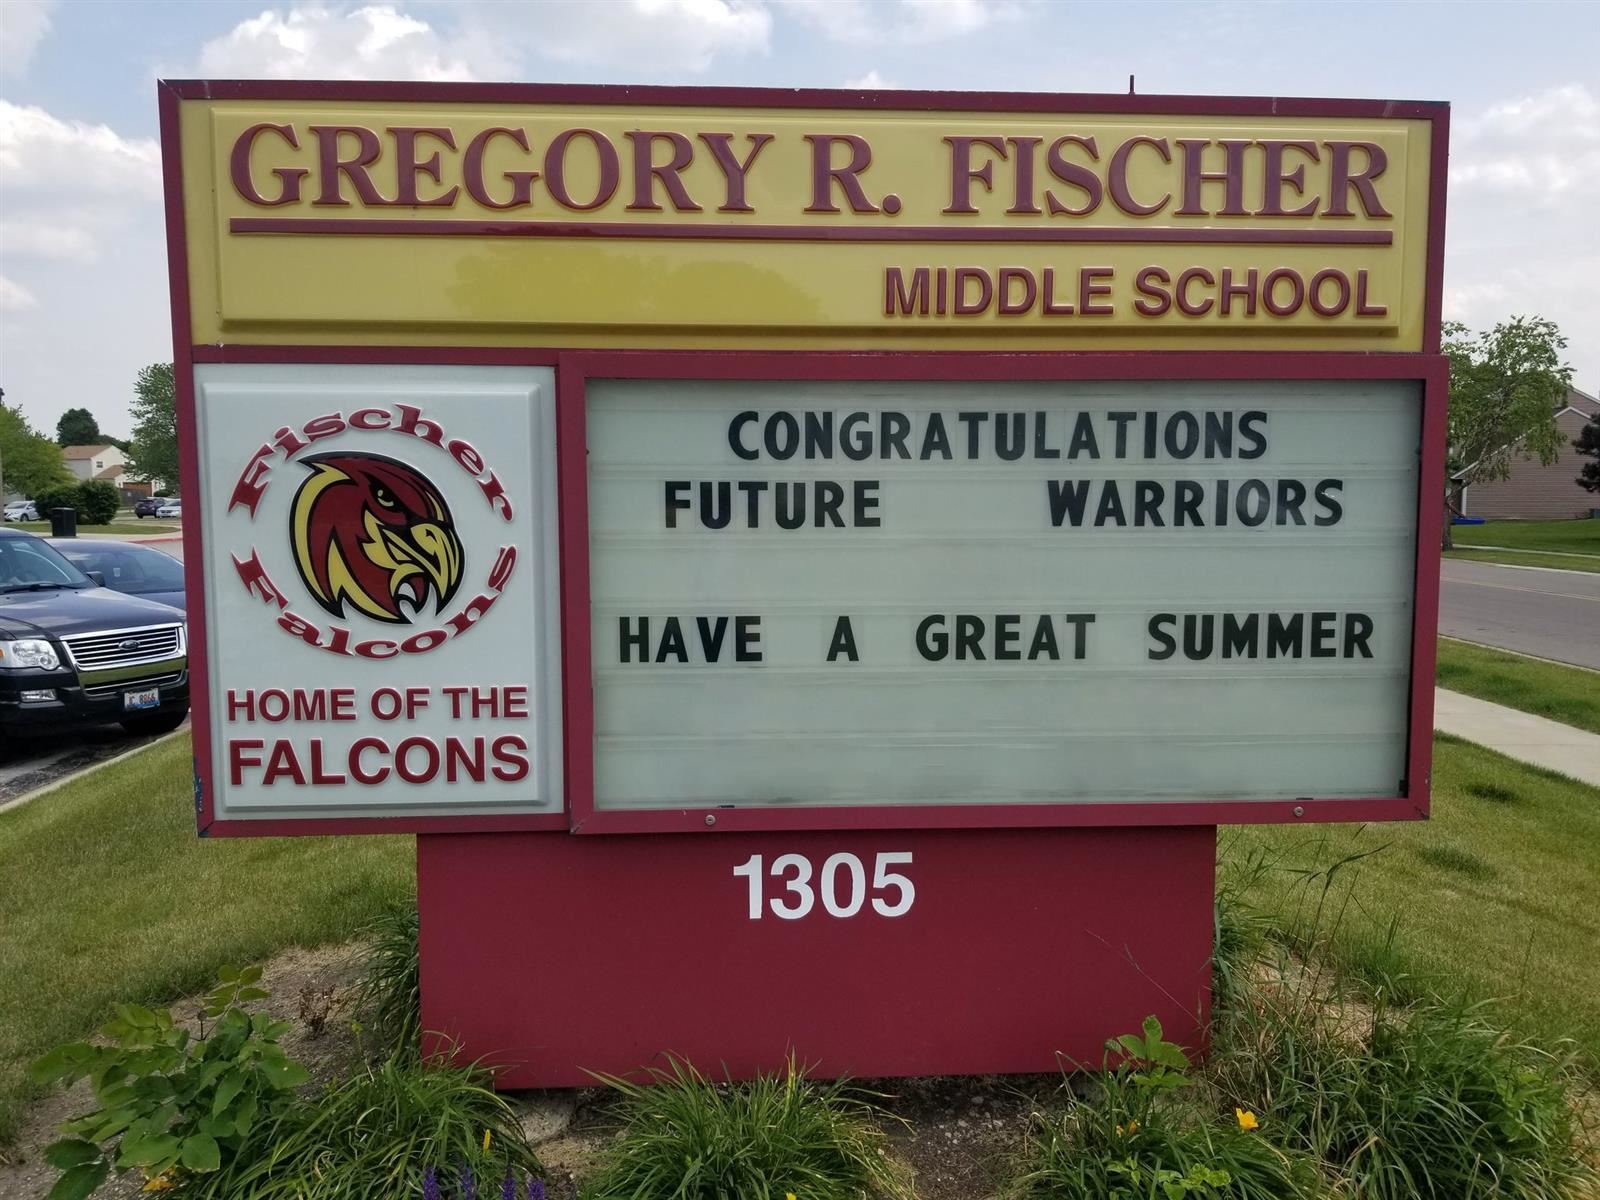 GREGORY R. FISCHER
MIDDLE SCHOOL
Fischer
Falcons
HOME OF THE
FALCONS
CONGRATULATIONS
FUTURE WARRIORS
HAVE A GREAT SUMMER
1305